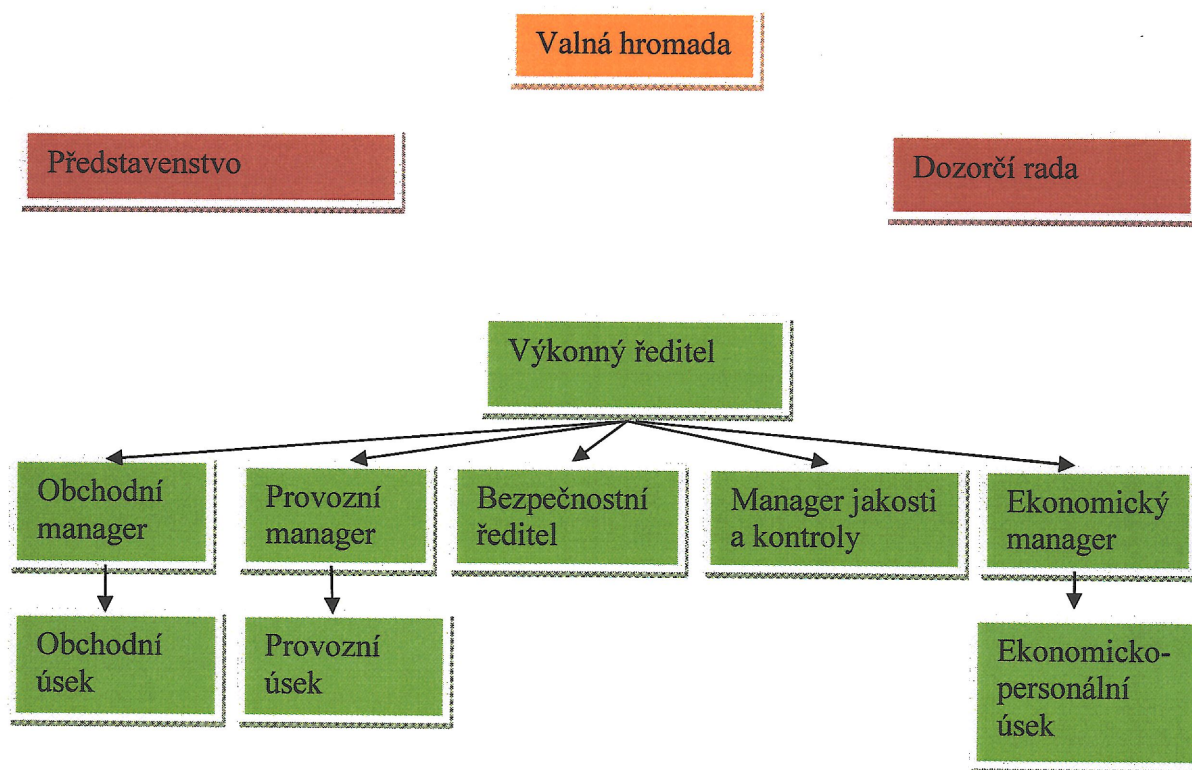 Valná hromada
Představenstvo
Dozorčí rada
Výkonný ředitel
Obchodní
manager
Provozní
manager
Bezpečnostní
ředitel
Manager jakosti
a kontroly
Ekonomický
manager
Obchodní
úsek
Provozní
úsek
Ekonomicko-
personální
úsek